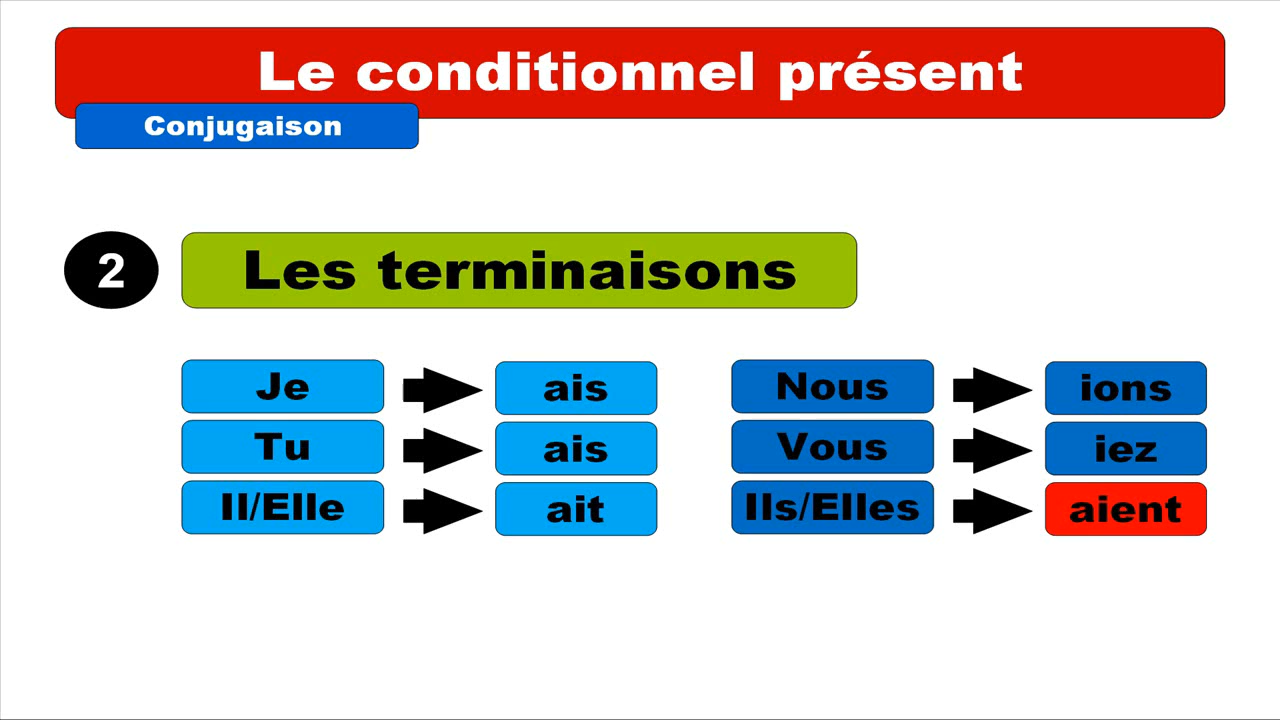 Le conditionnel présent
Conjugaison
2 Les terminaisons
Je ais Nous ions
Tu ais Vous iez
Il/Elle ait Ils/Elles aient